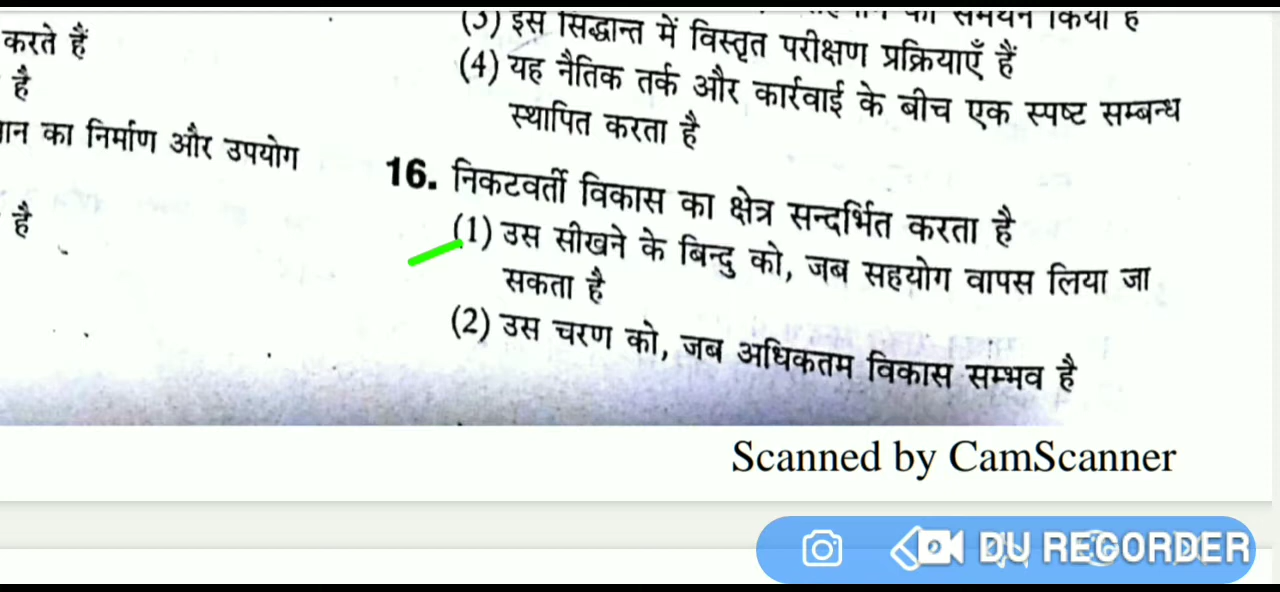 करते हैं
है
का निर्माण और उपयोग
है
समर्थन किया है
(3) इस सिद्धान्त में विस्तृत परीक्षण प्रक्रियाएँ हैं
(4) यह नैतिक तर्क और कार्रवाई के बीच एक स्पष्ट सम्बन्ध
स्थापित करता है
16. निकटवर्ती विकास का क्षेत्र सन्दर्भित करता है
(1) उस सीखने के बिन्दु को, जब सहयोग वापस लिया जा
सकता है
(2) उस चरण को, जब अधिकतम विकास सम्भव है
Scanned by CamScanner
DU RECORDER